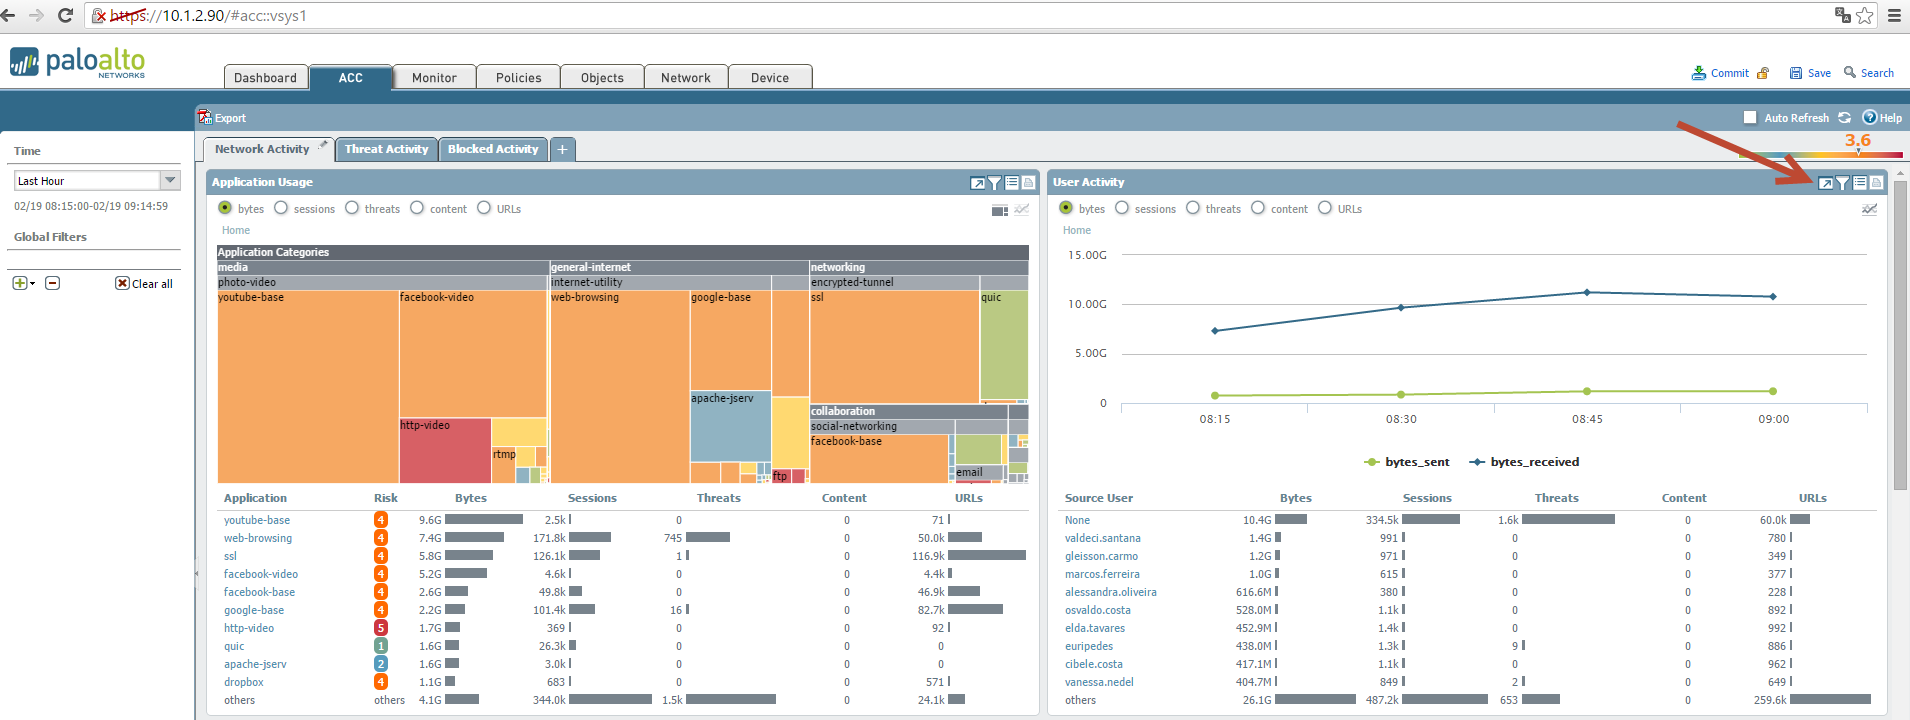 https://10.1.2.90/#acc::vsys1
paloalto
NETWORKS
Dashboard
ACC
Monitor
Policies
Objects
Network
Device
Commit
Save
Search
Export
Auto Refresh
Help
Time
Last Hour
02/19 08:15:00-02/19 09:14:59
Global Filters
Clear all
Network Activity
Threat Activity
Blocked Activity
+
3.6
Application Usage
bytes sessions threats content URLs
Home
Application Categories
media general-internet networking
photo-video internet-utility encrypted-tunnel
youtube-base facebook-video web-browsing google-base ssl quic
apache-jserv
collaboration
social-networking
http-video facebook-base
rtmp
ftp email
Application Risk Bytes Sessions Threats Content URLs
youtube-base 4 9.6G 2.5k 0 0 71
web-browsing 4 7.4G 171.8k 745 0 50.0k
ssl 4 5.8G 126.1k 1 0 116.9k
facebook-video 4 5.2G 4.6k 0 0 4.4k
facebook-base 4 2.6G 49.8k 0 0 46.9k
google-base 4 2.2G 101.4k 16 0 82.7k
http-video 5 1.7G 369 0 0 92
quic 1 1.6G 26.3k 0 0 0
apache-jserv 2 1.6G 3.0k 0 0 0
dropbox 4 1.1G 683 0 0 571
others others 4.1G 344.0k 1.5k 0 24.1k
User Activity
bytes sessions threats content URLs
Home
15.00G
10.00G
5.00G
0
08:15 08:30 08:45 09:00
bytes_sent bytes_received
Source User Bytes Sessions Threats Content URLs
None 10.4G 334.5k 1.6k 0 60.0k
valdeci.santana 1.4G 991 0 0 780
gleisson.carmo 1.2G 971 0 0 349
marcos.ferreira 1.0G 615 0 0 377
alessandra.oliveira 616.6M 380 0 0 228
osvaldo.costa 528.0M 1.1k 0 0 892
elda.tavares 452.9M 1.4k 0 0 992
euripedes 438.0M 1.3k 9 0 886
cibele.costa 417.1M 1.1k 0 0 962
vanessa.nedel 404.7M 849 2 0 649
others 26.1G 487.2k 653 0 259.6k